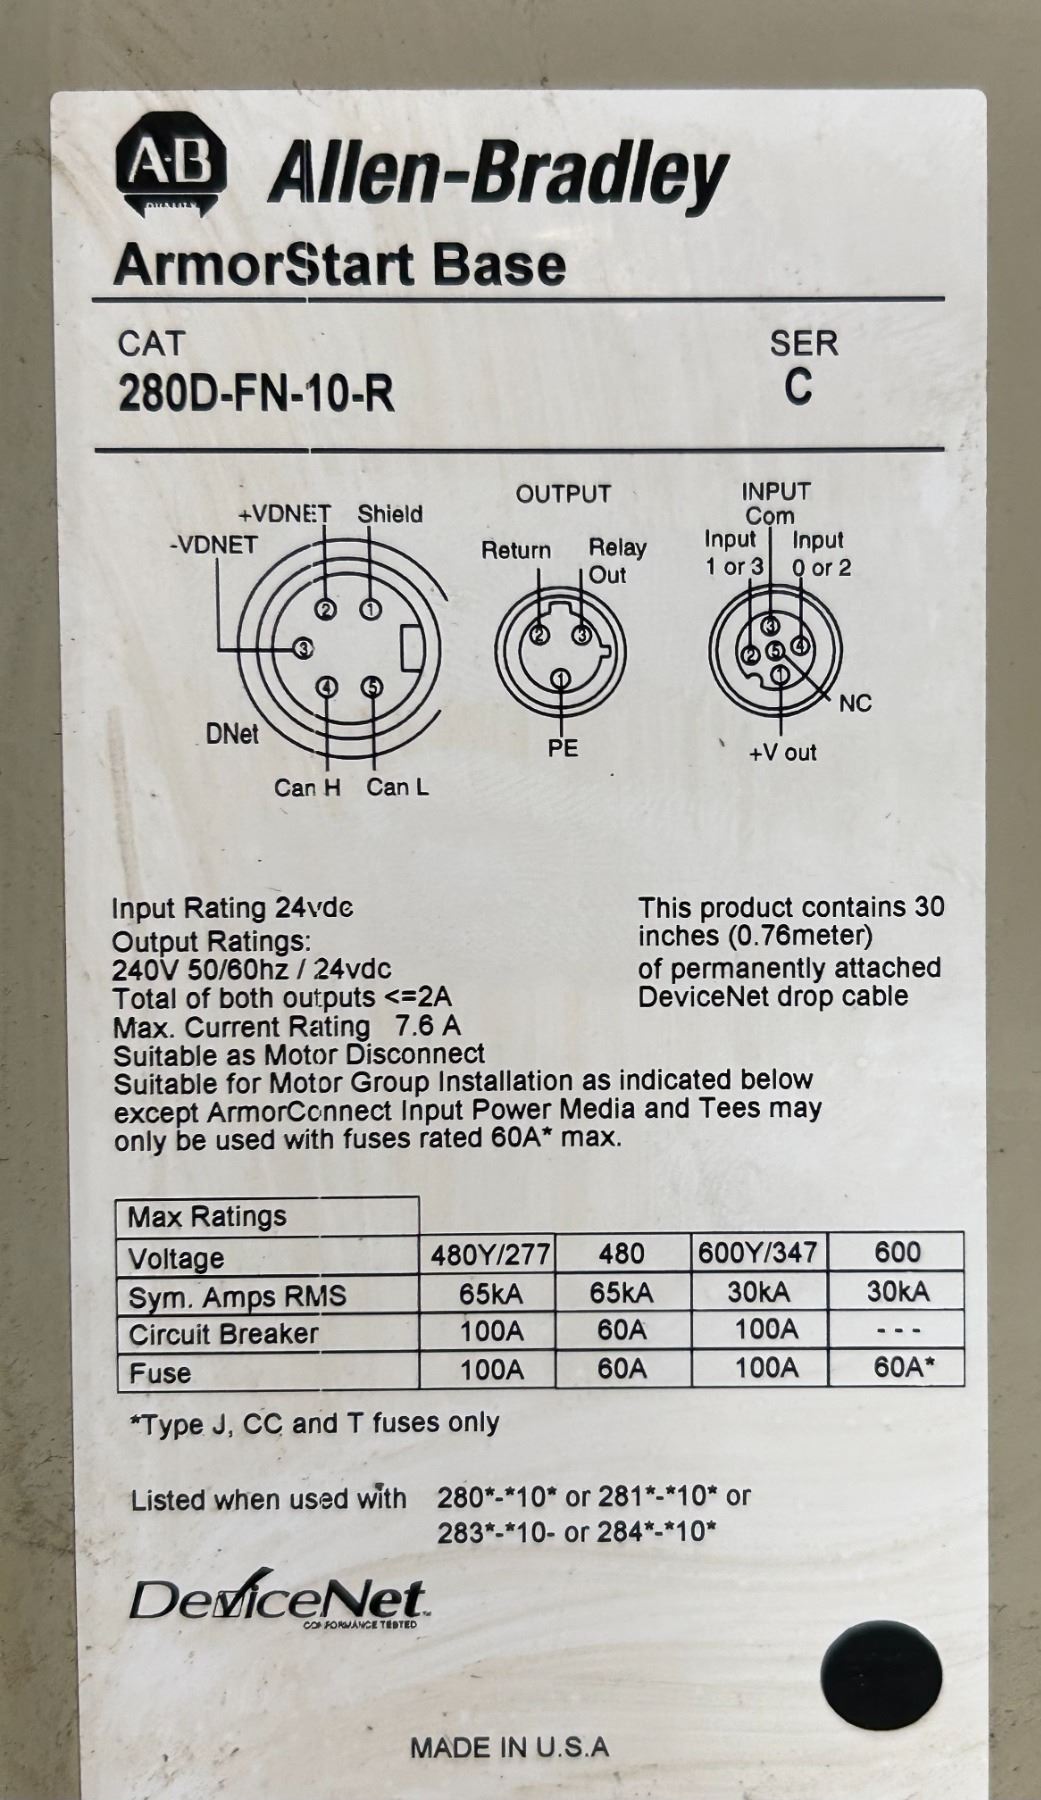 A·B
QUALITY
Allen-Bradley
ArmorStart Base
CAT SER
280D-FN-10-R C
+VDNET Shield
-VDNET
2 1
3
4 5
DNet
Can H Can L
OUTPUT
Return Relay
Out
2 3
1
PE
INPUT
Com
Input Input
1 or 3 0 or 2
3
2 5 4
1
NC
+V out
Input Rating 24vdc
Output Ratings:
240V 50/60hz / 24vdc
Total of both outputs <=2A
Max. Current Rating 7.6 A
Suitable as Motor Disconnect
Suitable for Motor Group Installation as indicated below
except ArmorConnect Input Power Media and Tees may
only be used with fuses rated 60A* max.
This product contains 30
inches (0.76meter)
of permanently attached
DeviceNet drop cable
Max Ratings
Voltage 480Y/277 480 600Y/347 600
Sym. Amps RMS 65kA 65kA 30kA 30kA
Circuit Breaker 100A 60A 100A ---
Fuse 100A 60A 100A 60A*
*Type J, CC and T fuses only
Listed when used with 280*-*10* or 281*-*10* or
283*-*10- or 284*-*10*
DeviceNet™
CONFORMANCE TESTED
MADE IN U.S.A